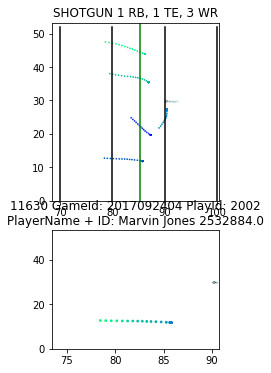 SHOTGUN 1 RB, 1 TE, 3 WR
50
40
30
20
10
0
70 80 90 100
11630 GameId: 2017092404 PlayId: 2002
PlayerName + ID: Marvin Jones 2532884.0
40
20
0
75 80 85 90